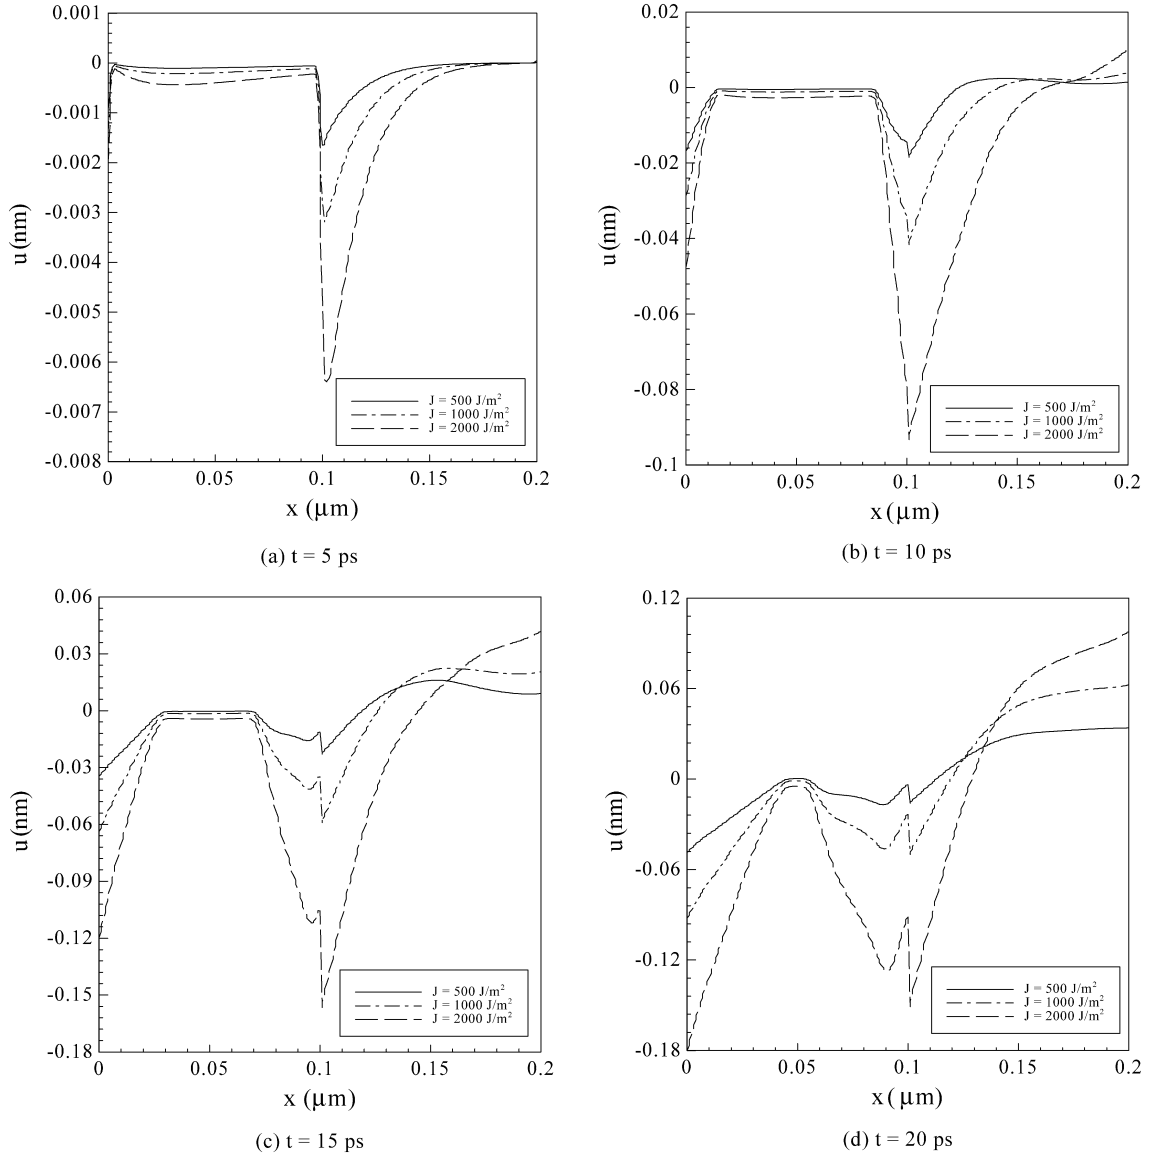 0.001
0
-0.001
-0.002
-0.003
-0.004
-0.005
-0.006
-0.007
-0.008
u (nm)
J = 500 J/m²
J = 1000 J/m²
J = 2000 J/m²
0 0.05 0.1 0.15 0.2
x (μm)
(a) t = 5 ps
0.02
0
-0.02
-0.04
-0.06
-0.08
-0.1
u (nm)
J = 500 J/m²
J = 1000 J/m²
J = 2000 J/m²
0 0.05 0.1 0.15 0.2
x (μm)
(b) t = 10 ps
0.06
0.03
0
-0.03
-0.06
-0.09
-0.12
-0.15
-0.18
u (nm)
J = 500 J/m²
J = 1000 J/m²
J = 2000 J/m²
0 0.05 0.1 0.15 0.2
x (μm)
(c) t = 15 ps
0.12
0.06
0
-0.06
-0.12
-0.18
u (nm)
J = 500 J/m²
J = 1000 J/m²
J = 2000 J/m²
0 0.05 0.1 0.15 0.2
x (μm)
(d) t = 20 ps